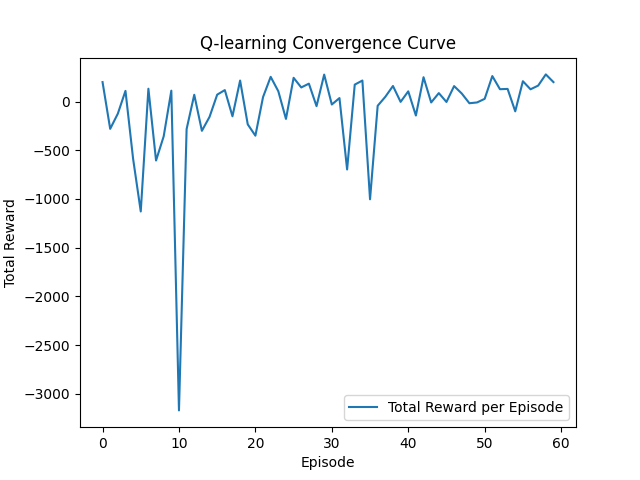 Q-learning Convergence Curve
Total Reward
0
−500
−1000
−1500
−2000
−2500
−3000
Total Reward per Episode
0 10 20 30 40 50 60
Episode